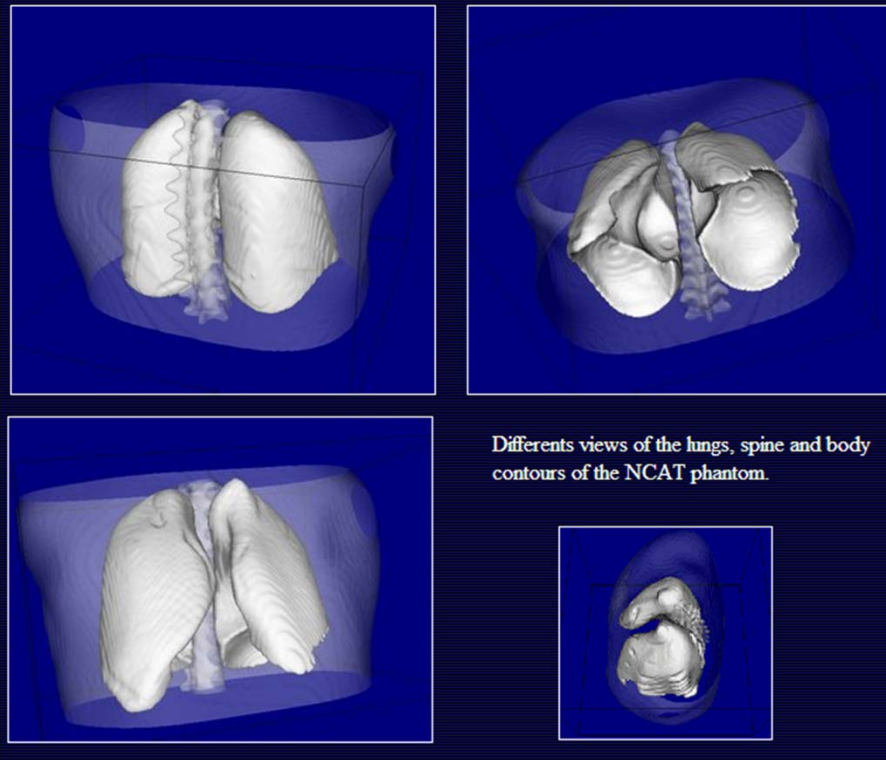 Differents views of the lungs, spine and body
contours of the NCAT phantom.